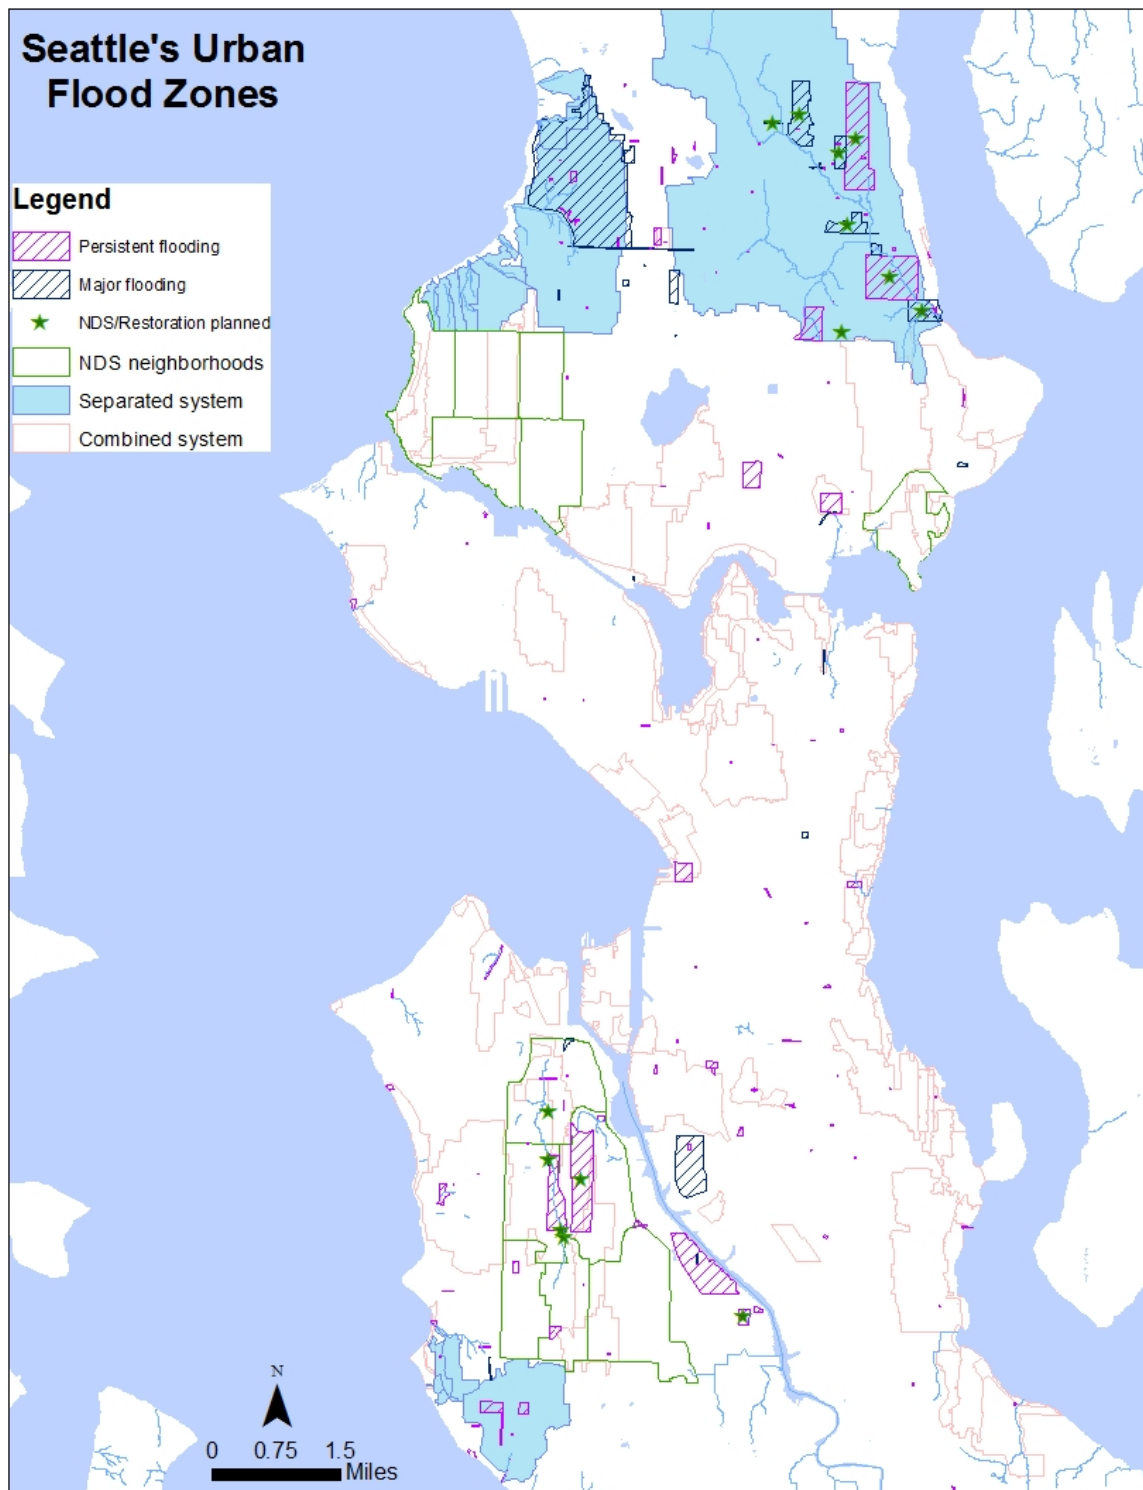 Seattle's Urban
Flood Zones
Legend
Persistent flooding
Major flooding
NDS/Restoration planned
NDS neighborhoods
Separated system
Combined system
N
0 0.75 1.5
Miles